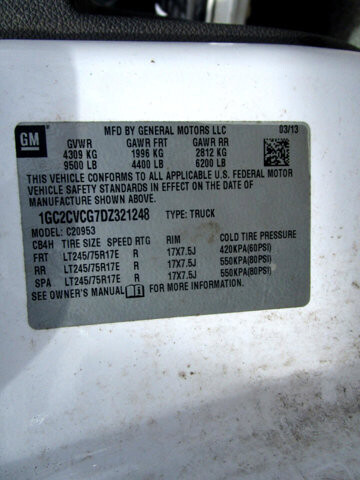 GM
MFD BY GENERAL MOTORS LLC 03/13
GVWR GAWR FRT GAWR RR
4309 KG 1996 KG 2812 KG
9500 LB 4400 LB 6200 LB
THIS VEHICLE CONFORMS TO ALL APPLICABLE U.S. FEDERAL MOTOR
VEHICLE SAFETY STANDARDS IN EFFECT ON THE DATE OF
MANUFACTURE SHOWN ABOVE.
1GC2CVCG7DZ321248 TYPE: TRUCK
MODEL: C20953
CB4H TIRE SIZE SPEED RTG RIM COLD TIRE PRESSURE
FRT LT245/75R17E R 17X7.5J 420KPA(60PSI)
RR LT245/75R17E R 17X7.5J 550KPA(80PSI)
SPA LT245/75R17E R 17X7.5J 550KPA(80PSI)
SEE OWNER'S MANUAL FOR MORE INFORMATION.